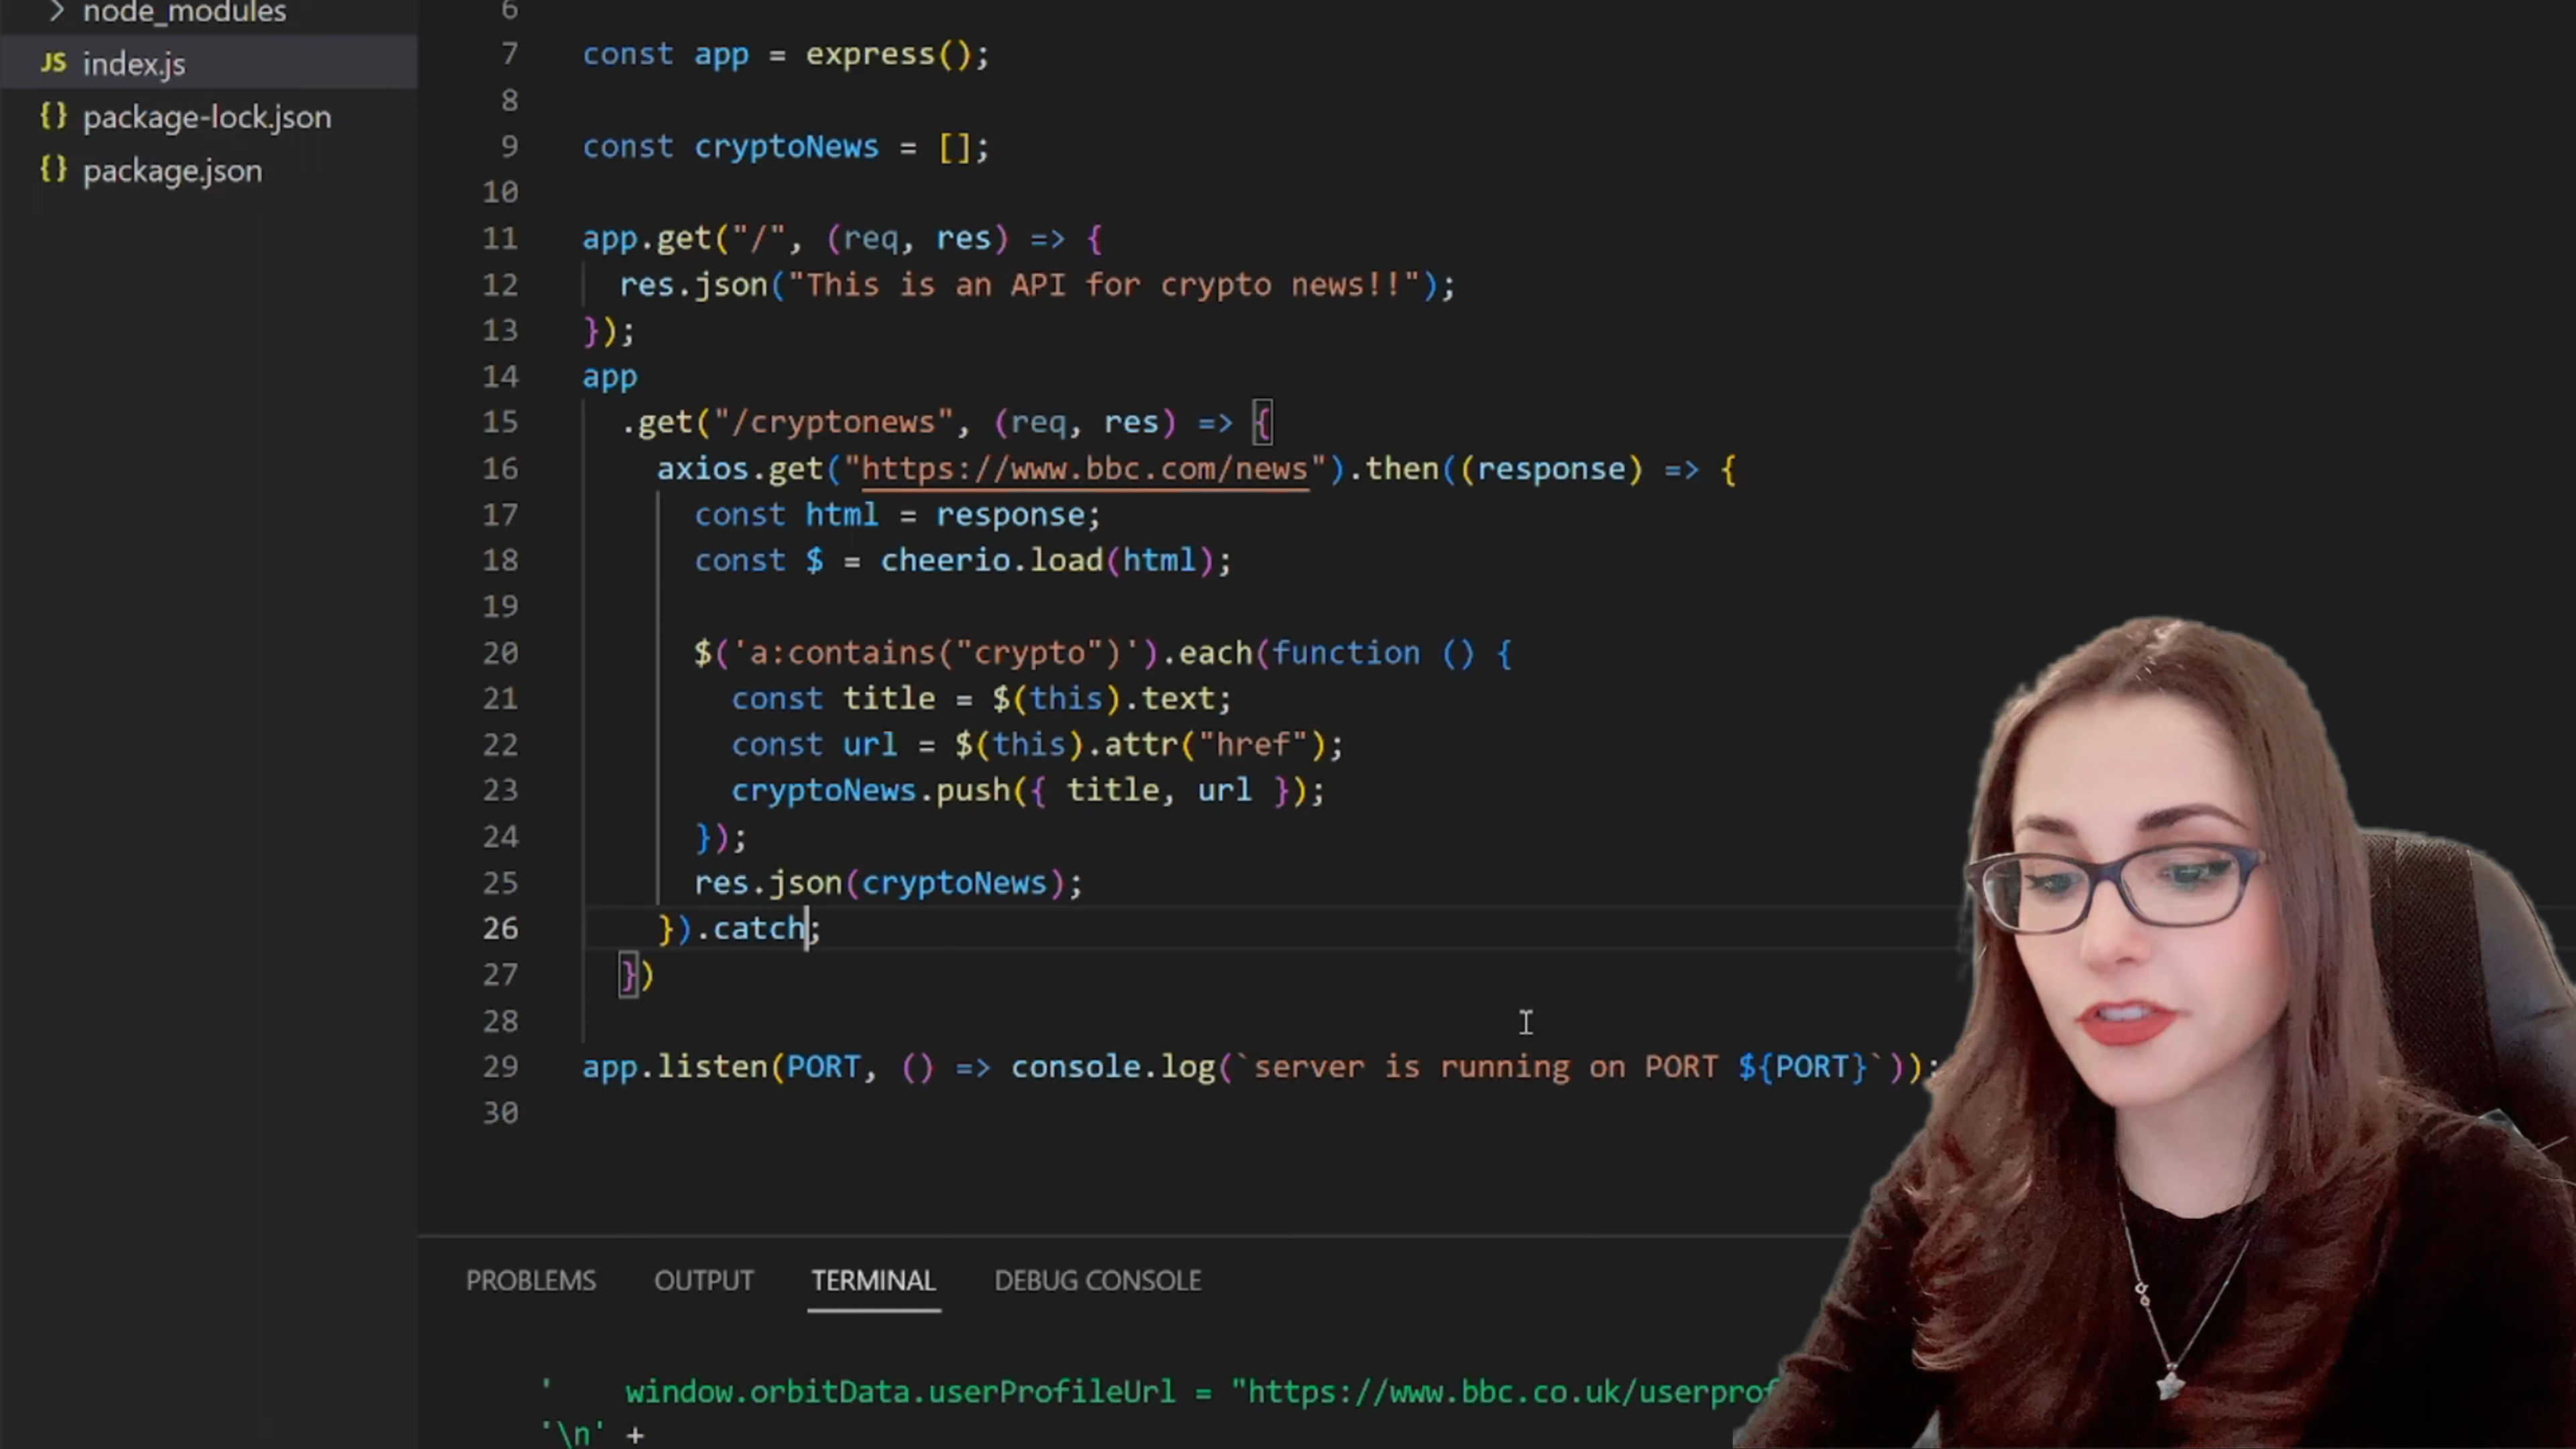 node_modules
JS index.js
{} package-lock.json
{} package.json
6
7 const app = express();
8
9 const cryptoNews = [];
10
11 app.get("/", (req, res) => {
12 res.json("This is an API for crypto news!!");
13 });
14 app
15 .get("/cryptonews", (req, res) => {
16 axios.get("https://www.bbc.com/news").then((response) => {
17 const html = response;
18 const $ = cheerio.load(html);
19
20 $('a:contains("crypto")').each(function () {
21 const title = $(this).text;
22 const url = $(this).attr("href");
23 cryptoNews.push({ title, url });
24 });
25 res.json(cryptoNews);
26 }).catch;
27 })
28
29 app.listen(PORT, () => console.log(`server is running on PORT ${PORT}`));
30
PROBLEMS OUTPUT TERMINAL DEBUG CONSOLE
' window.orbitData.userProfileUrl = "https://www.bbc.co.uk/userprof
'\n' +